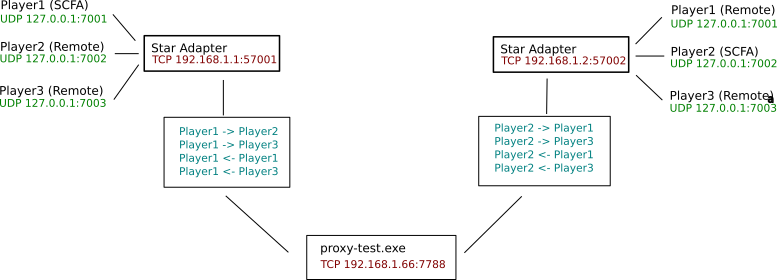 Player1 (SCFA)
UDP 127.0.0.1:7001
Player2 (Remote)
UDP 127.0.0.1:7002
Player3 (Remote)
UDP 127.0.0.1:7003
Star Adapter
TCP 192.168.1.1:57001
Player1 -> Player2
Player1 -> Player3
Player1 <- Player1
Player1 <- Player3
Star Adapter
TCP 192.168.1.2:57002
Player1 (Remote)
UDP 127.0.0.1:7001
Player2 (SCFA)
UDP 127.0.0.1:7002
Player3 (Remote)
UDP 127.0.0.1:7003
Player2 -> Player1
Player2 -> Player3
Player2 <- Player1
Player2 <- Player3
proxy-test.exe
TCP 192.168.1.66:7788